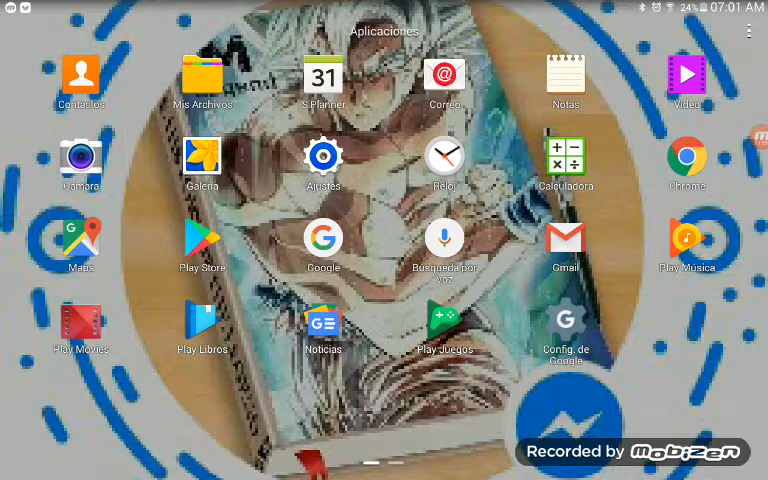 24% 07:01 AM
Aplicaciones
31
Contactos
Mis Archivos
S Planner
Correo
Notas
Video
Cámara
Galería
Ajustes
Reloj
Calculadora
Chrome
Maps
Play Store
Google
Búsqueda por voz
Gmail
Play Música
Play Movies
Play Libros
Noticias
Play Juegos
Config. de Google
Recorded by MobiZen